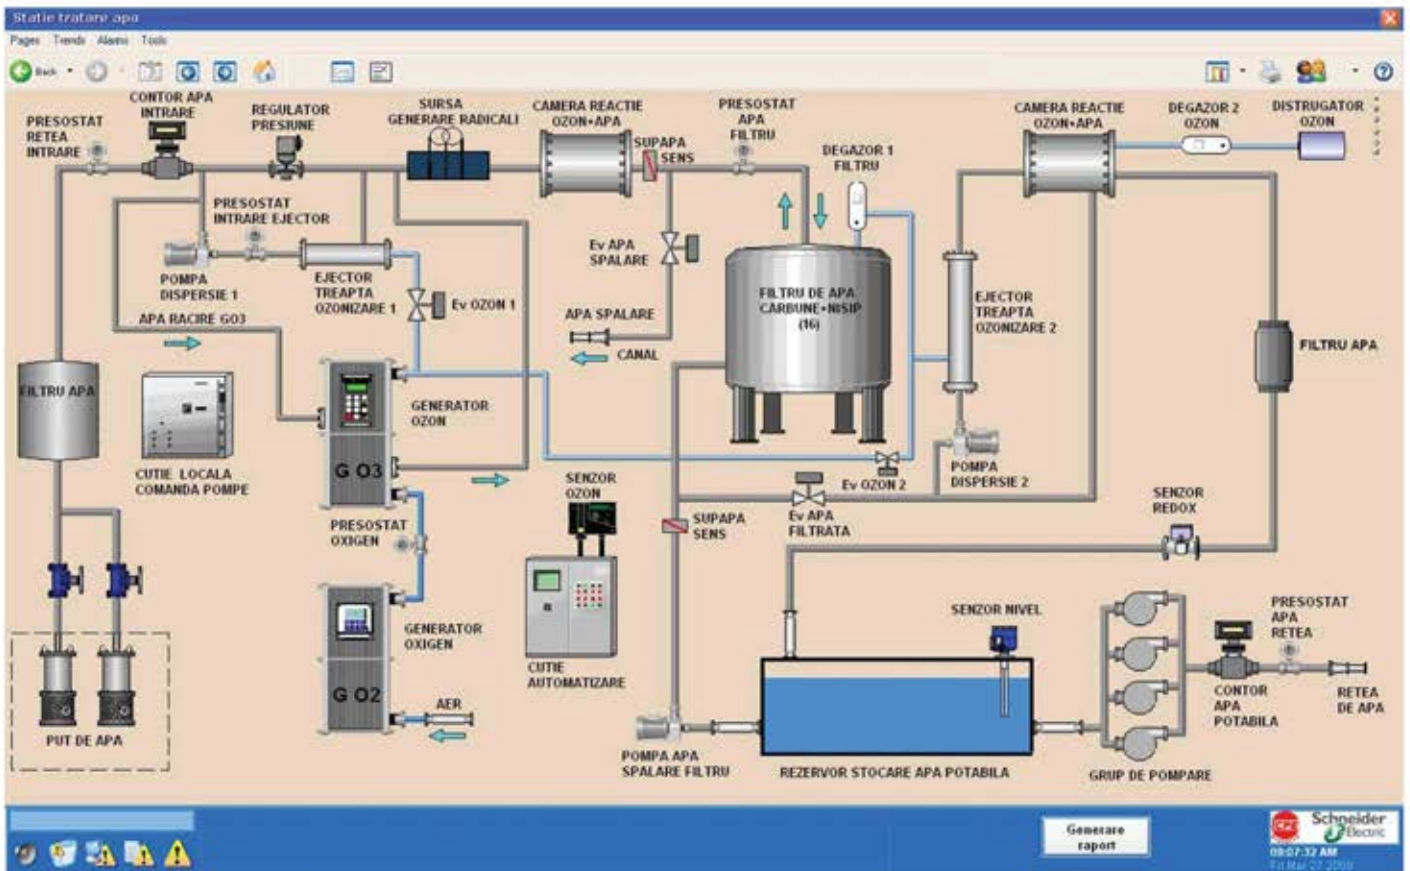 Statie tratare apa
Pages Trends Alarms Tools
Back
PRESOSTAT
RETEA
INTRARE
CONTOR APA
INTRARE
REGULATOR
PRESIUNE
SURSA
GENERARE RADICALI
CAMERA REACTIE
OZON+APA
SUPAPA
SENS
PRESOSTAT
APA
FILTRU
DEGAZOR 1
FILTRU
CAMERA REACTIE
OZON+APA
DEGAZOR 2
OZON
DISTRUGATOR
OZON
PRESOSTAT
INTRARE EJECTOR
POMPA
DISPERSIE 1
EJECTOR
TREAPTA
OZONIZARE 1
Ev OZON 1
Ev APA
SPALARE
APA SPALARE
CANAL
FILTRU DE APA
CARBUNE+NISIP
(16)
EJECTOR
TREAPTA
OZONIZARE 2
FILTRU APA
APA RACIRE GO3
FILTRU APA
CUTIE LOCALA
COMANDA POMPE
GENERATOR
OZON
G O3
PRESOSTAT
OXIGEN
SENZOR
OZON
SUPAPA
SENS
Ev APA
FILTRATA
Ev OZON 2
POMPA
DISPERSIE 2
SENZOR
REDOX
GENERATOR
OXIGEN
G O2
AER
CUTIE
AUTOMATIZARE
SENZOR NIVEL
PRESOSTAT
APA
RETEA
CONTOR
APA
POTABILA
RETEA
DE APA
PUT DE APA
POMPA APA
SPALARE FILTRU
REZERVOR STOCARE APA POTABILA
GRUP DE POMPARE
Generare
raport
Schneider
Electric
09:07:32 AM